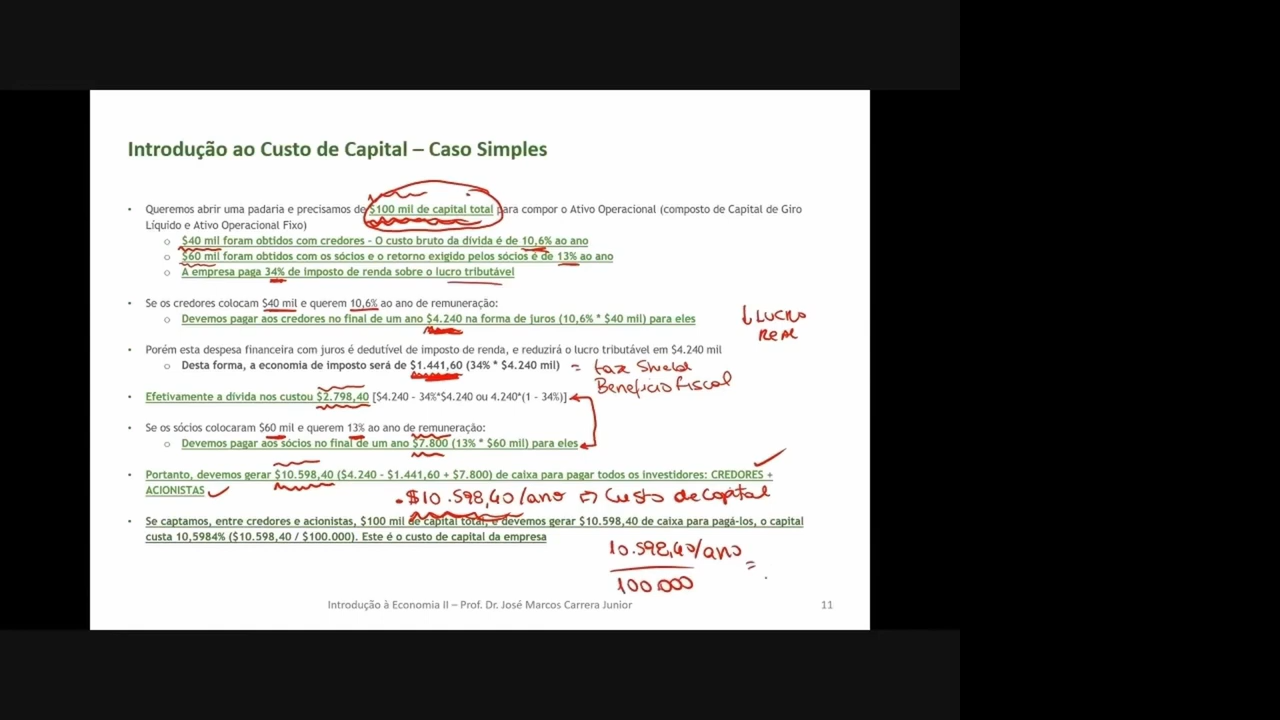 Introdução ao Custo de Capital – Caso Simples
• Queremos abrir uma padaria e precisamos de $100 mil de capital total para compor o Ativo Operacional (composto de Capital de Giro
Líquido e Ativo Operacional Fixo)
o $40 mil foram obtidos com credores - O custo bruto da dívida é de 10,6% ao ano
o $60 mil foram obtidos com os sócios e o retorno exigido pelos sócios é de 13% ao ano
o A empresa paga 34% de imposto de renda sobre o lucro tributável
• Se os credores colocam $40 mil e querem 10,6% ao ano de remuneração:
o Devemos pagar aos credores no final de um ano $4.240 na forma de juros (10,6% * $40 mil) para eles
↓ LUCRO
REAL
• Porém esta despesa financeira com juros é dedutível de imposto de renda, e reduzirá o lucro tributável em $4.240 mil
o Desta forma, a economia de imposto será de $1.441,60 (34% * $4.240 mil) = tax Shield
Benefício Fiscal
• Efetivamente a dívida nos custou $2.798,40 [$4.240 - 34%*$4.240 ou 4.240*(1 - 34%)]
• Se os sócios colocaram $60 mil e querem 13% ao ano de remuneração:
o Devemos pagar aos sócios no final de um ano $7.800 (13% * $60 mil) para eles
• Portanto, devemos gerar $10.598,40 ($4.240 - $1.441,60 + $7.800) de caixa para pagar todos os investidores: CREDORES +
ACIONISTAS
$10.598,40/ano ⇨ Custo de capital
• Se captamos, entre credores e acionistas, $100 mil de capital total, e devemos gerar $10.598,40 de caixa para pagá-los, o capital
custa 10,5984% ($10.598,40 / $100.000). Este é o custo de capital da empresa
10.598,40/ano =
100.000
Introdução à Economia II – Prof. Dr. José Marcos Carrera Junior
11